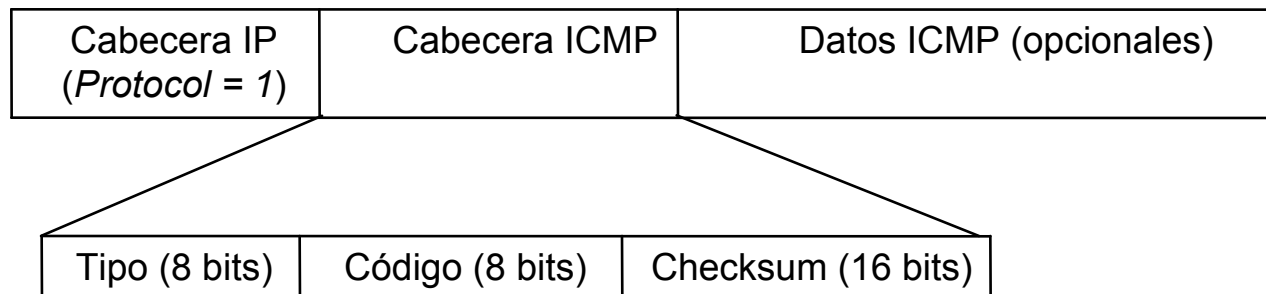 Cabecera IP
(Protocol = 1)
Cabecera ICMP
Datos ICMP (opcionales)
Tipo (8 bits)
Código (8 bits)
Checksum (16 bits)